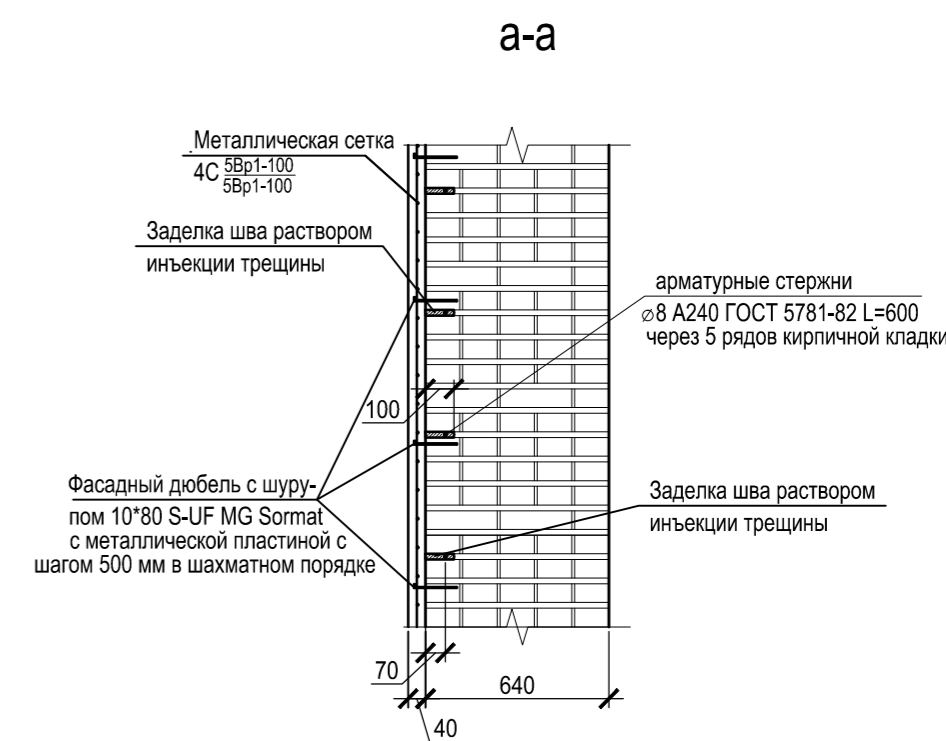 а-а
Металлическая сетка
4С 5Вр1-100
5Вр1-100
Заделка шва раствором
инъекции трещины
арматурные стержни
⌀8 А240 ГОСТ 5781-82 L=600
через 5 рядов кирпичной кладки
100
Фасадный дюбель с шуру-
пом 10*80 S-UF MG Sormat
с металлической пластиной с
шагом 500 мм в шахматном порядке
Заделка шва раствором
инъекции трещины
70
640
40